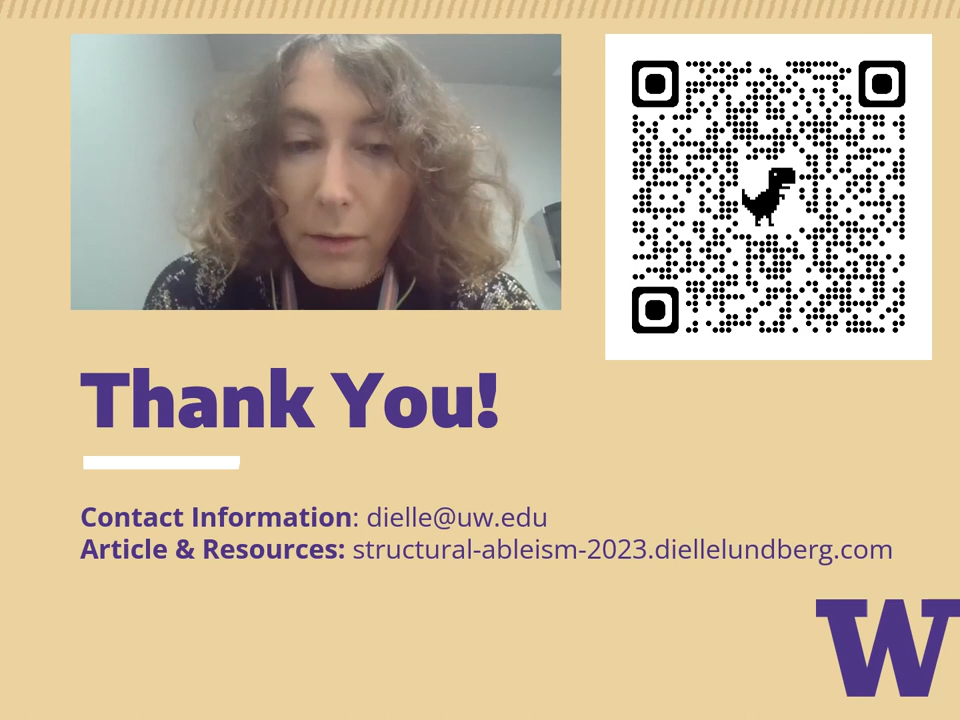 Thank You!
Contact Information: dielle@uw.edu
Article & Resources: structural-ableism-2023.diellelundberg.com
W